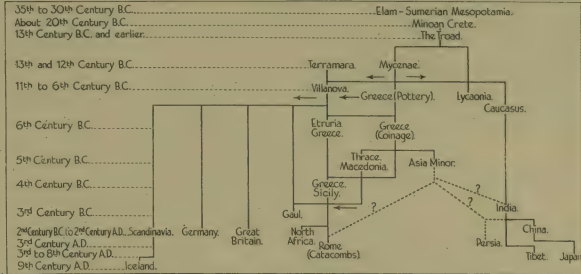 35th to 30th Century B.C. Elam-Sumerian Mesopotamia.
About 20th Century B.C. Minoan Crete.
13th Century B.C. and earlier. The Troad.
13th and 12th Century B.C. Terramara. Mycenae.
11th to 6th Century B.C. Villanova. Greece (Pottery). Lycaonia.
Caucasus.
6th Century B.C. Etruria Greece. Greece (Coinage).
5th Century B.C. Thrace. Macedonia. Asia Minor.
4th Century B.C. Greece. Sicily.
?
?
?
3rd Century B.C. Gaul. India.
2nd Century B.C. to 2nd Century A.D. Scandinavia. Germany. Great Britain. North Africa. China.
3rd Century A.D. Rome (Catacombs) Persia.
3rd to 8th Century A.D. Tibet. Japan
9th Century A.D. Iceland.